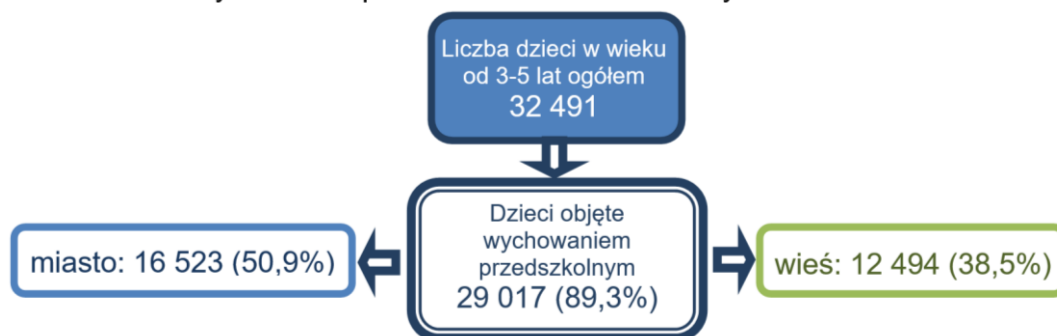 Liczba dzieci w wieku
od 3-5 lat ogółem
32 491
Dzieci objęte
wychowaniem
przedszkolnym
29 017 (89,3%)
miasto: 16 523 (50,9%)
wieś: 12 494 (38,5%)